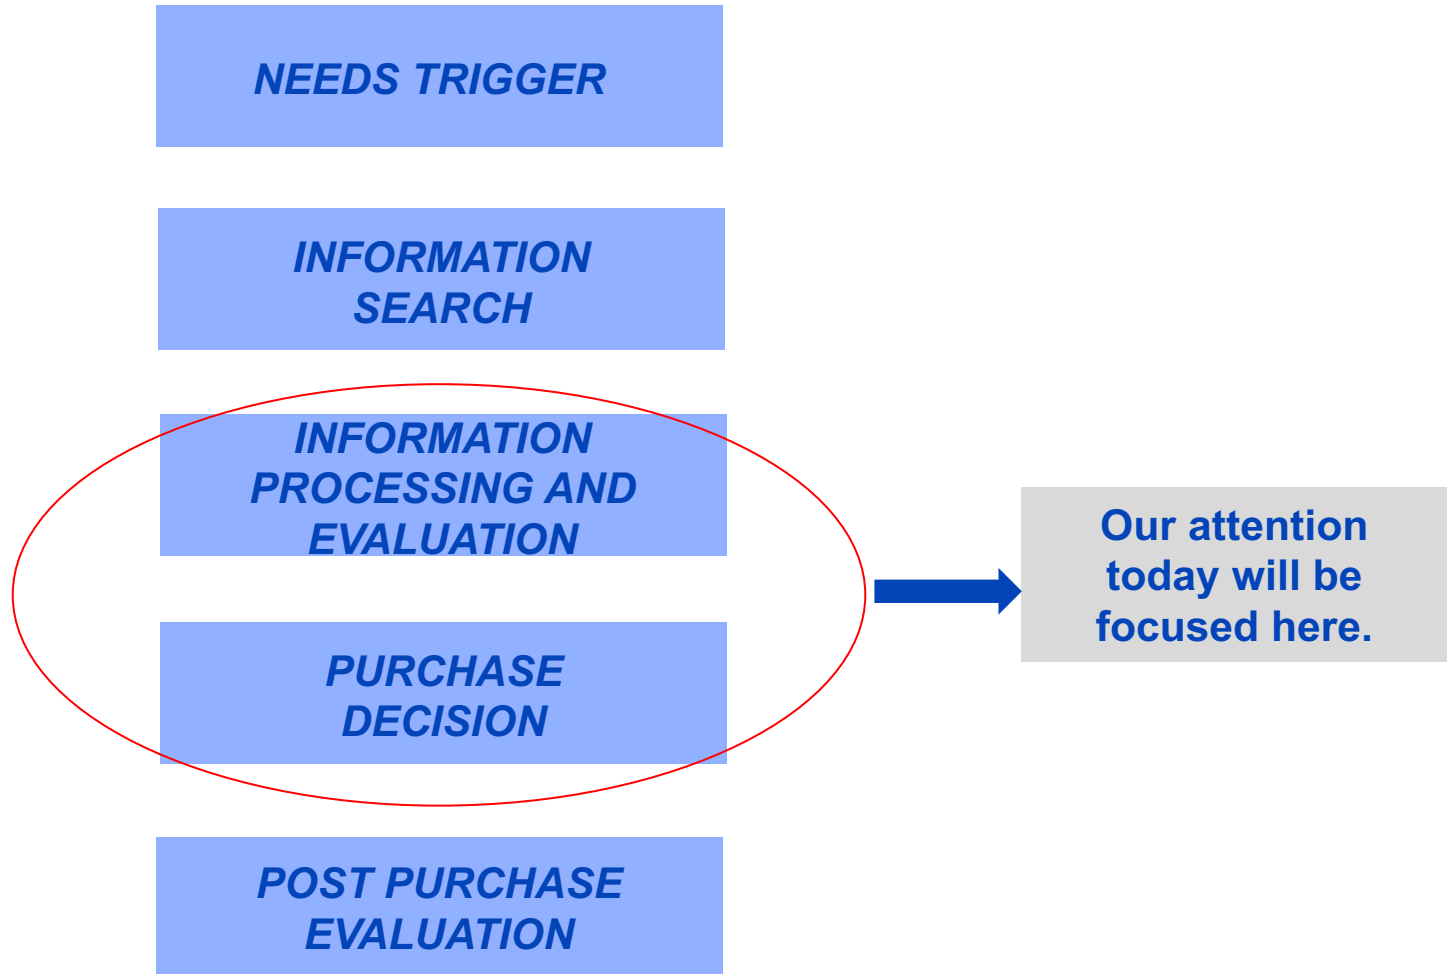 NEEDS TRIGGER
INFORMATION
SEARCH
INFORMATION
PROCESSING AND
EVALUATION
Our attention
today will be
focused here.
PURCHASE
DECISION
POST PURCHASE
EVALUATION